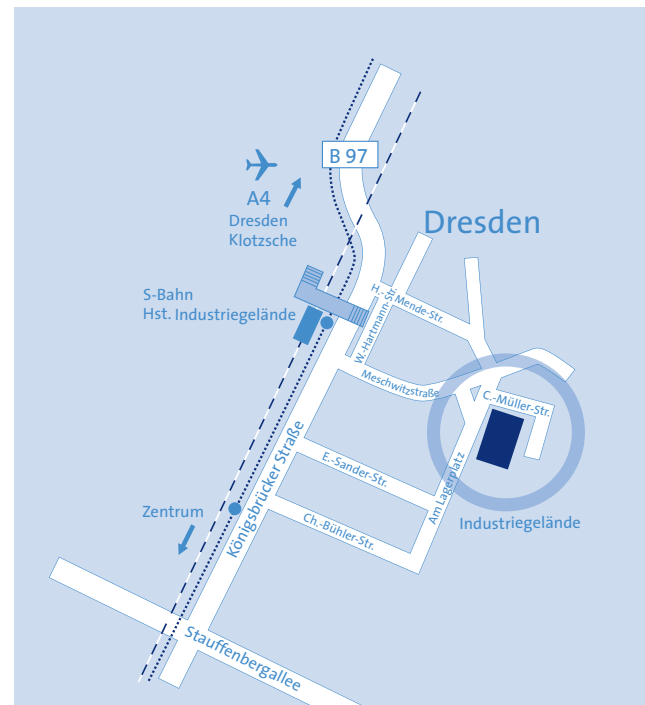 B 97
A4
Dresden
Klotzsche
Dresden
S-Bahn
Hst. Industriegelände
H.-Mende-Str.
W.-Hartmann-Str.
Meschwitzstraße
C.-Müller-Str.
Königsbrücker Straße
E.-Sander-Str.
Am Lagerplatz
Zentrum
Ch.-Bühler-Str.
Industriegelände
Stauffenbergallee